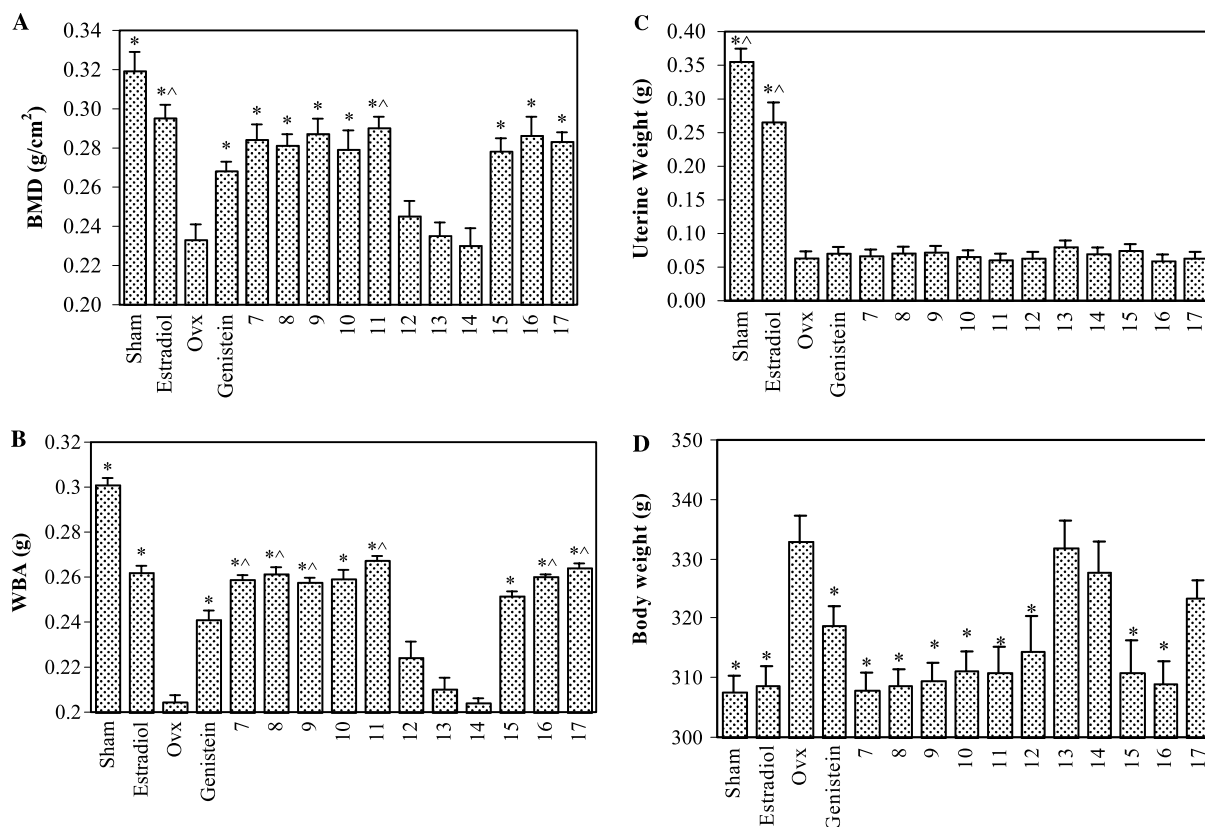 A
BMD (g/cm²)
0.34
0.32
0.30
0.28
0.26
0.24
0.22
0.20
* *^ * * * * * *^ * * *
Sham Estradiol Ovx Genistein 7 8 9 10 11 12 13 14 15 16 17
C
Uterine Weight (g)
0.40
0.35
0.30
0.25
0.20
0.15
0.10
0.05
0.00
*^ *^
Sham Estradiol Ovx Genistein 7 8 9 10 11 12 13 14 15 16 17
B
WBA (g)
0.32
0.3
0.28
0.26
0.24
0.22
0.2
* * * *^ *^ *^ * *^ * *^ *^
Sham Estradiol Ovx Genistein 7 8 9 10 11 12 13 14 15 16 17
D
Body weight (g)
350
340
330
320
310
300
* * * * * * * * * * *
Sham Estradiol Ovx Genistein 7 8 9 10 11 12 13 14 15 16 17